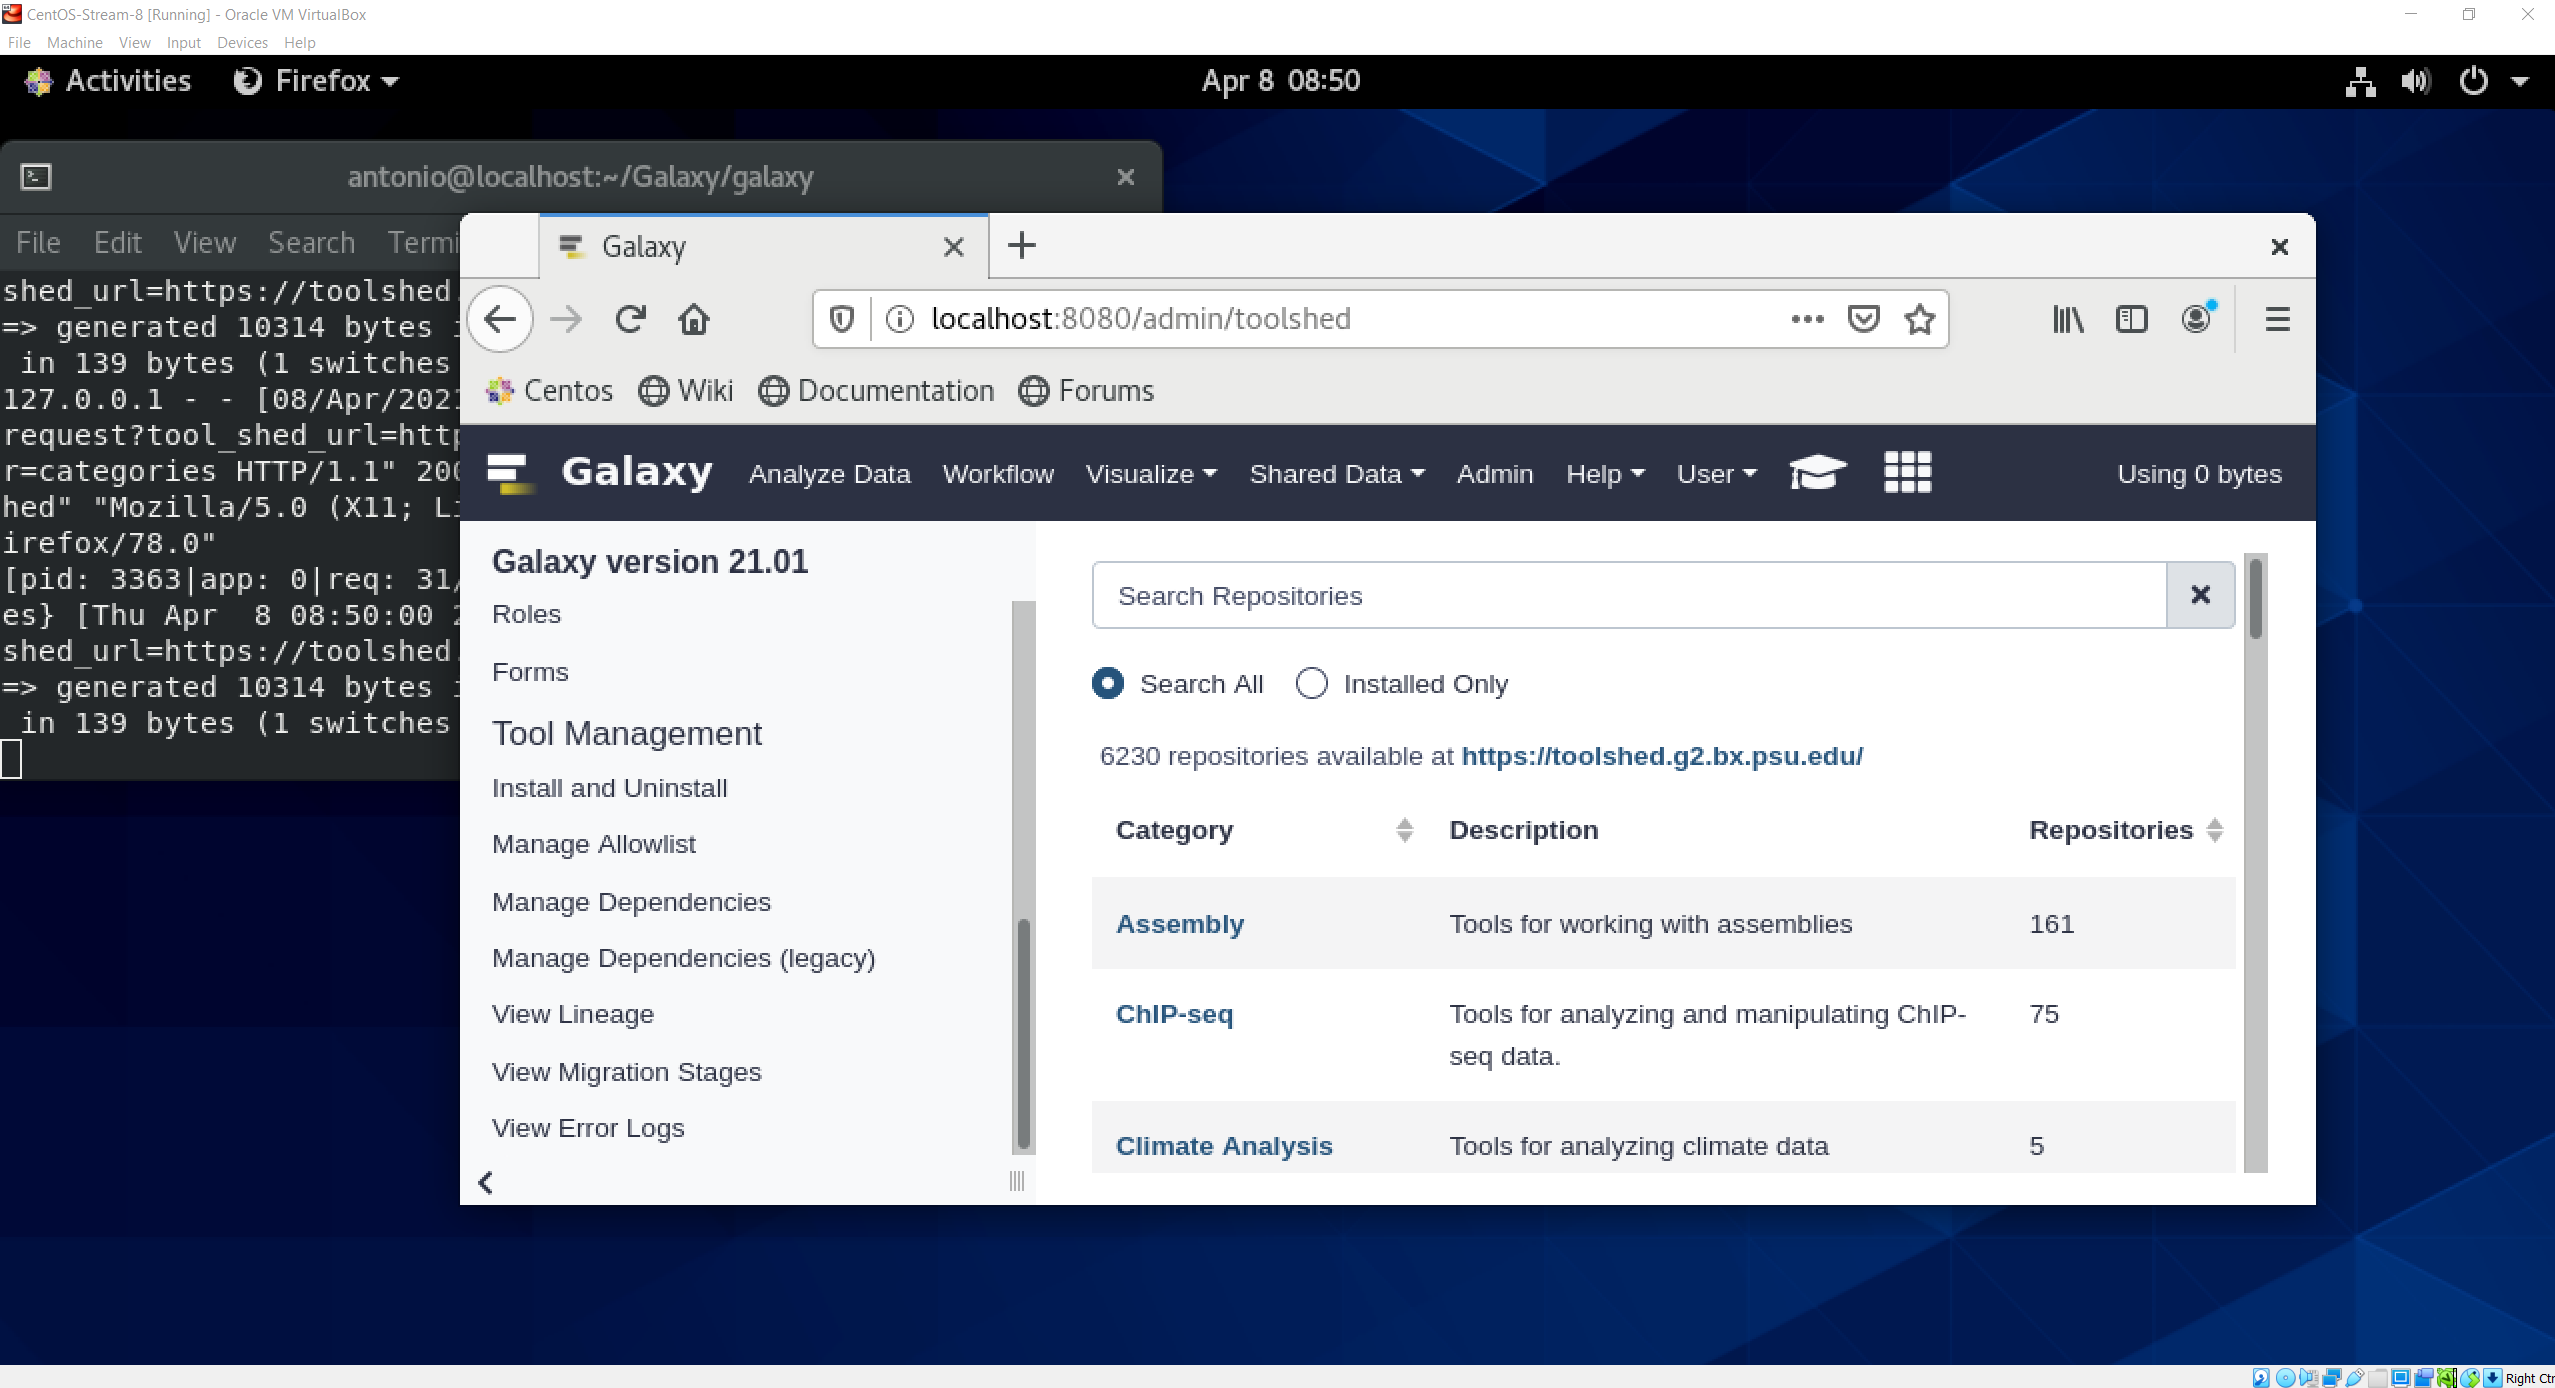 CentOS-Stream-8 [Running] - Oracle VM VirtualBox
File Machine View Input Devices Help
Activities Firefox Apr 8 08:50
antonio@localhost:~/Galaxy/galaxy
File Edit View Search Termi
shed_url=https://toolshed.
=> generated 10314 bytes i
in 139 bytes (1 switches
127.0.0.1 - - [08/Apr/2021
request?tool_shed_url=http
r=categories HTTP/1.1" 200
hed" "Mozilla/5.0 (X11; Li
irefox/78.0"
[pid: 3363|app: 0|req: 31/
es} [Thu Apr  8 08:50:00 2
shed_url=https://toolshed.
=> generated 10314 bytes i
in 139 bytes (1 switches
Galaxy
localhost:8080/admin/toolshed
Centos Wiki Documentation Forums
Galaxy Analyze Data Workflow Visualize Shared Data Admin Help User Using 0 bytes
Galaxy version 21.01
Roles
Forms
Tool Management
Install and Uninstall
Manage Allowlist
Manage Dependencies
Manage Dependencies (legacy)
View Lineage
View Migration Stages
View Error Logs
Search Repositories
Search All Installed Only
6230 repositories available at https://toolshed.g2.bx.psu.edu/
Category Description Repositories
Assembly Tools for working with assemblies 161
ChIP-seq Tools for analyzing and manipulating ChIP- 75
seq data.
Climate Analysis Tools for analyzing climate data 5
Right Ctr